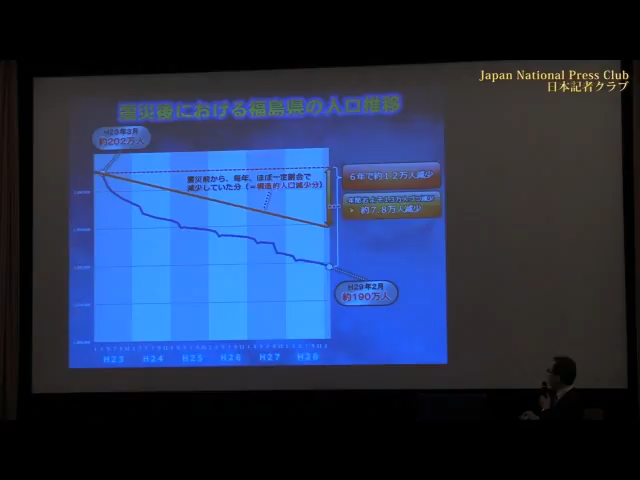 Japan National Press Club
日本記者クラブ
震災後における福島県の人口推移
H23年2月
約202万人
震災前から、毎年、ほぼ一定割合で
減少していた分（＝構造的人口減少分）
6年で約12万人減少
約7.8万人減少
H29年2月
約190万人
H23 H24 H25 H26 H27 H28